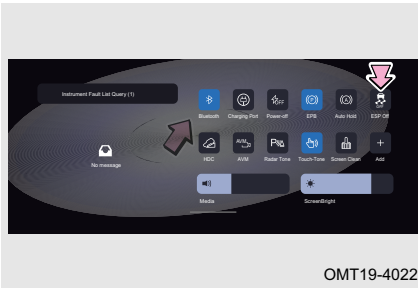 Instrument Fault List Query (1)
No message
Bluetooth Charging Port Power-off EPB Auto Hold ESP Off
HDC AVM Radar Tone Touch-Tune Screen Clean Add
Media ScreenBright
OMT19-4022